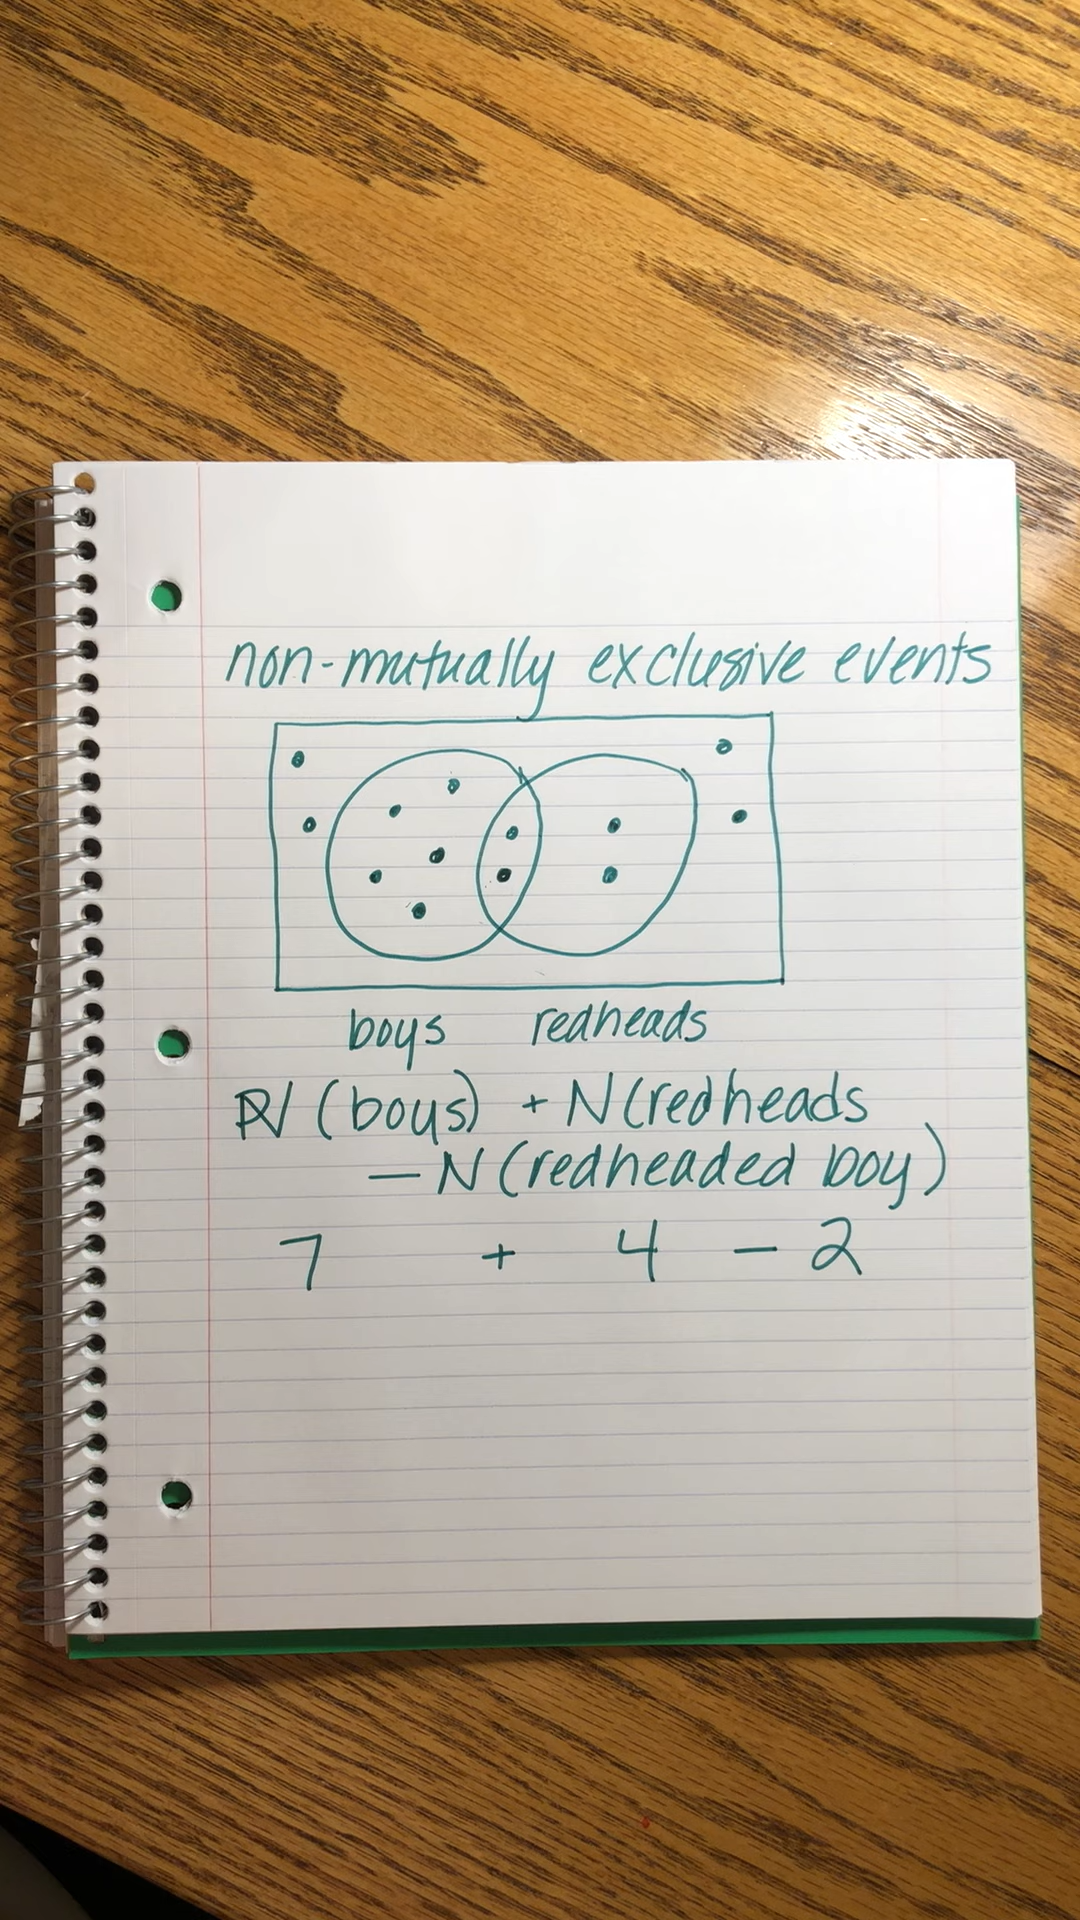 non-mutually exclusive events
boys redheads
N (boys) + N(redheads
- N (redheaded boy)
7 + 4 - 2